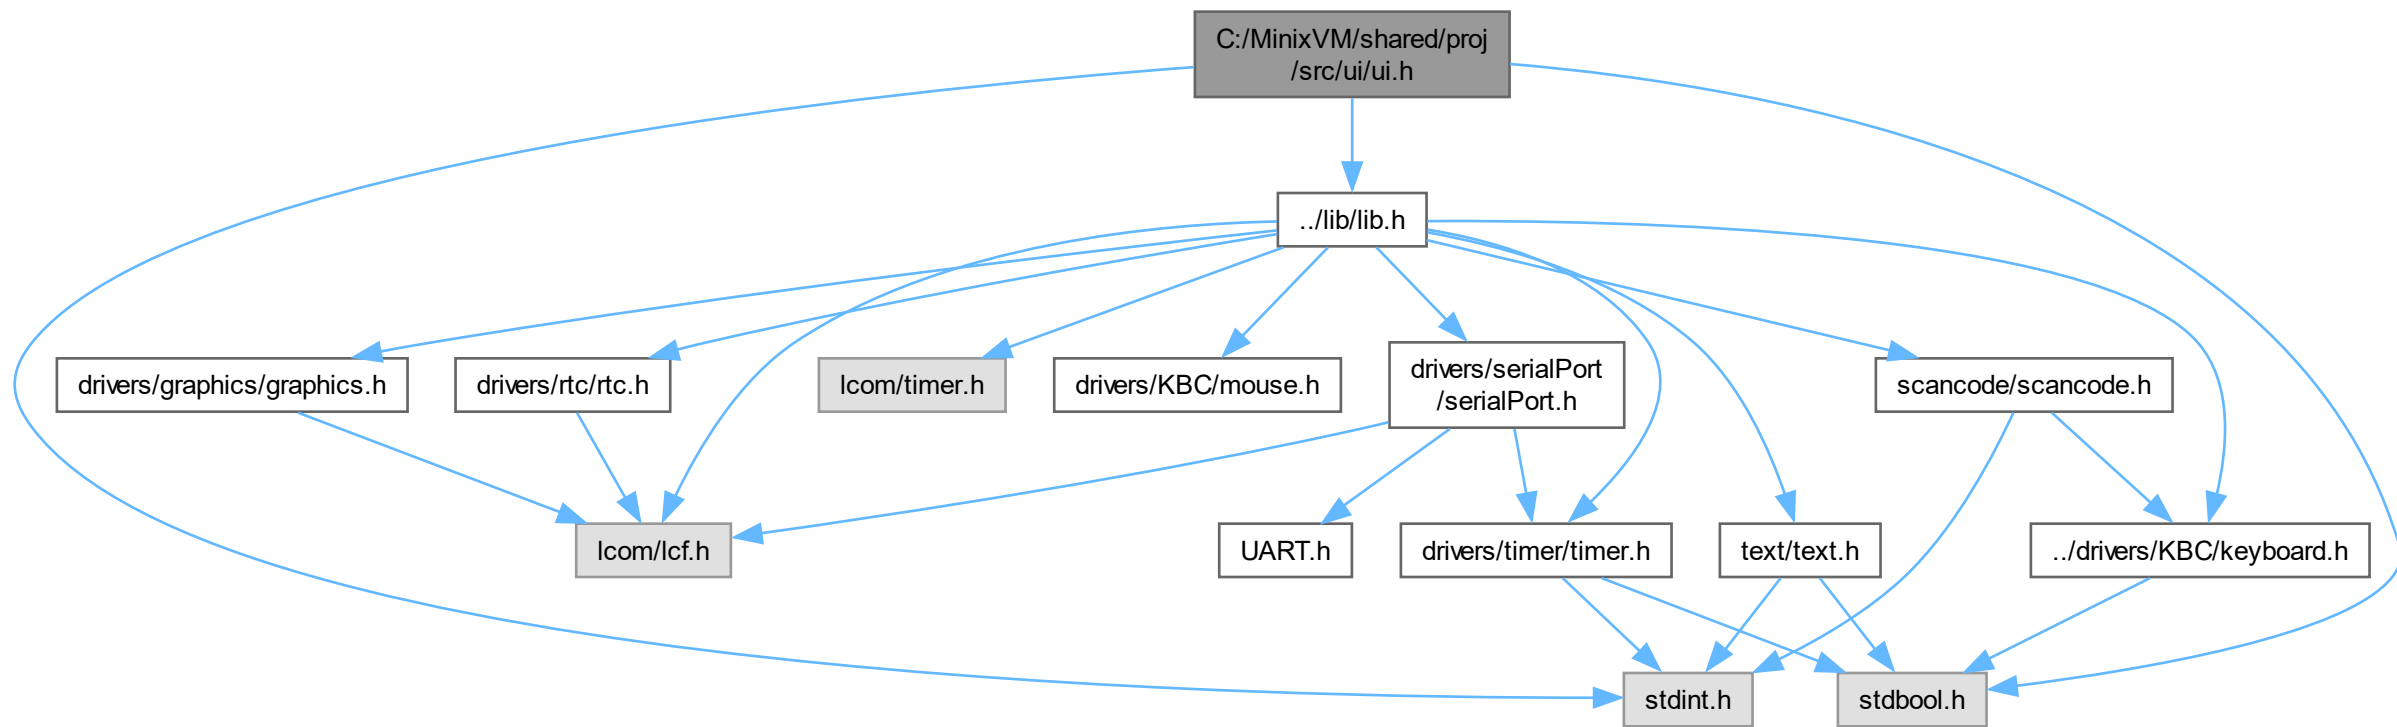 C:/MinixVM/shared/proj
/src/ui/ui.h
../lib/lib.h
drivers/graphics/graphics.h
drivers/rtc/rtc.h
lcom/timer.h
drivers/KBC/mouse.h
drivers/serialPort
/serialPort.h
scancode/scancode.h
lcom/lcf.h
UART.h
drivers/timer/timer.h
text/text.h
../drivers/KBC/keyboard.h
stdint.h
stdbool.h